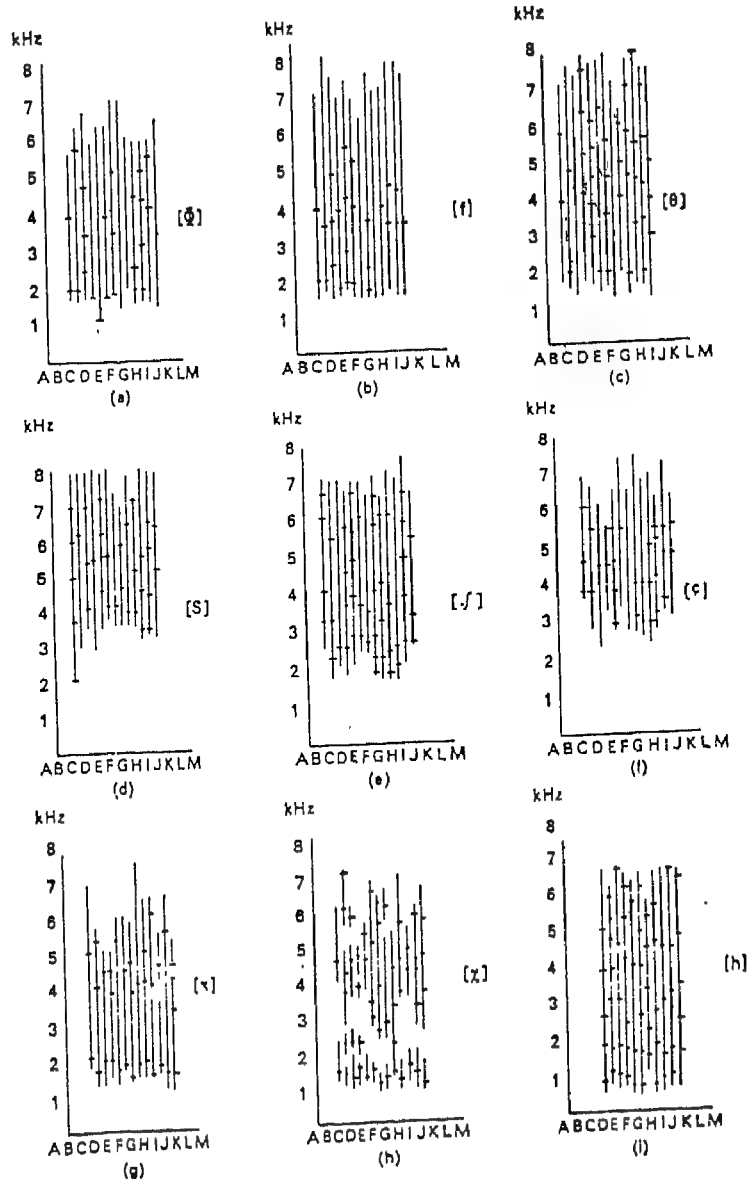 kHz
8
7
6
5
4
3
2
1
[Φ]
ABCDEFGHIJKLM
(a)
kHz
8
7
6
5
4
3
2
1
[f]
ABCDEFGHIJKLM
(b)
kHz
8
7
6
5
4
3
2
1
[θ]
ABCDEFGHIJKLM
(c)
kHz
8
7
6
5
4
3
2
1
[S]
ABCDEFGHIJKLM
(d)
kHz
8
7
6
5
4
3
2
1
[ʃ]
ABCDEFGHIJKLM
(e)
kHz
8
7
6
5
4
3
2
1
[ç]
ABCDEFGHIJKLM
(f)
kHz
8
7
6
5
4
3
2
1
ABCDEFGHIJKLM
(g)
kHz
8
7
6
5
4
3
2
1
[χ]
ABCDEFGHIJKLM
(h)
kHz
8
7
6
5
4
3
2
1
[h]
ABCDEFGHIJKLM
(i)